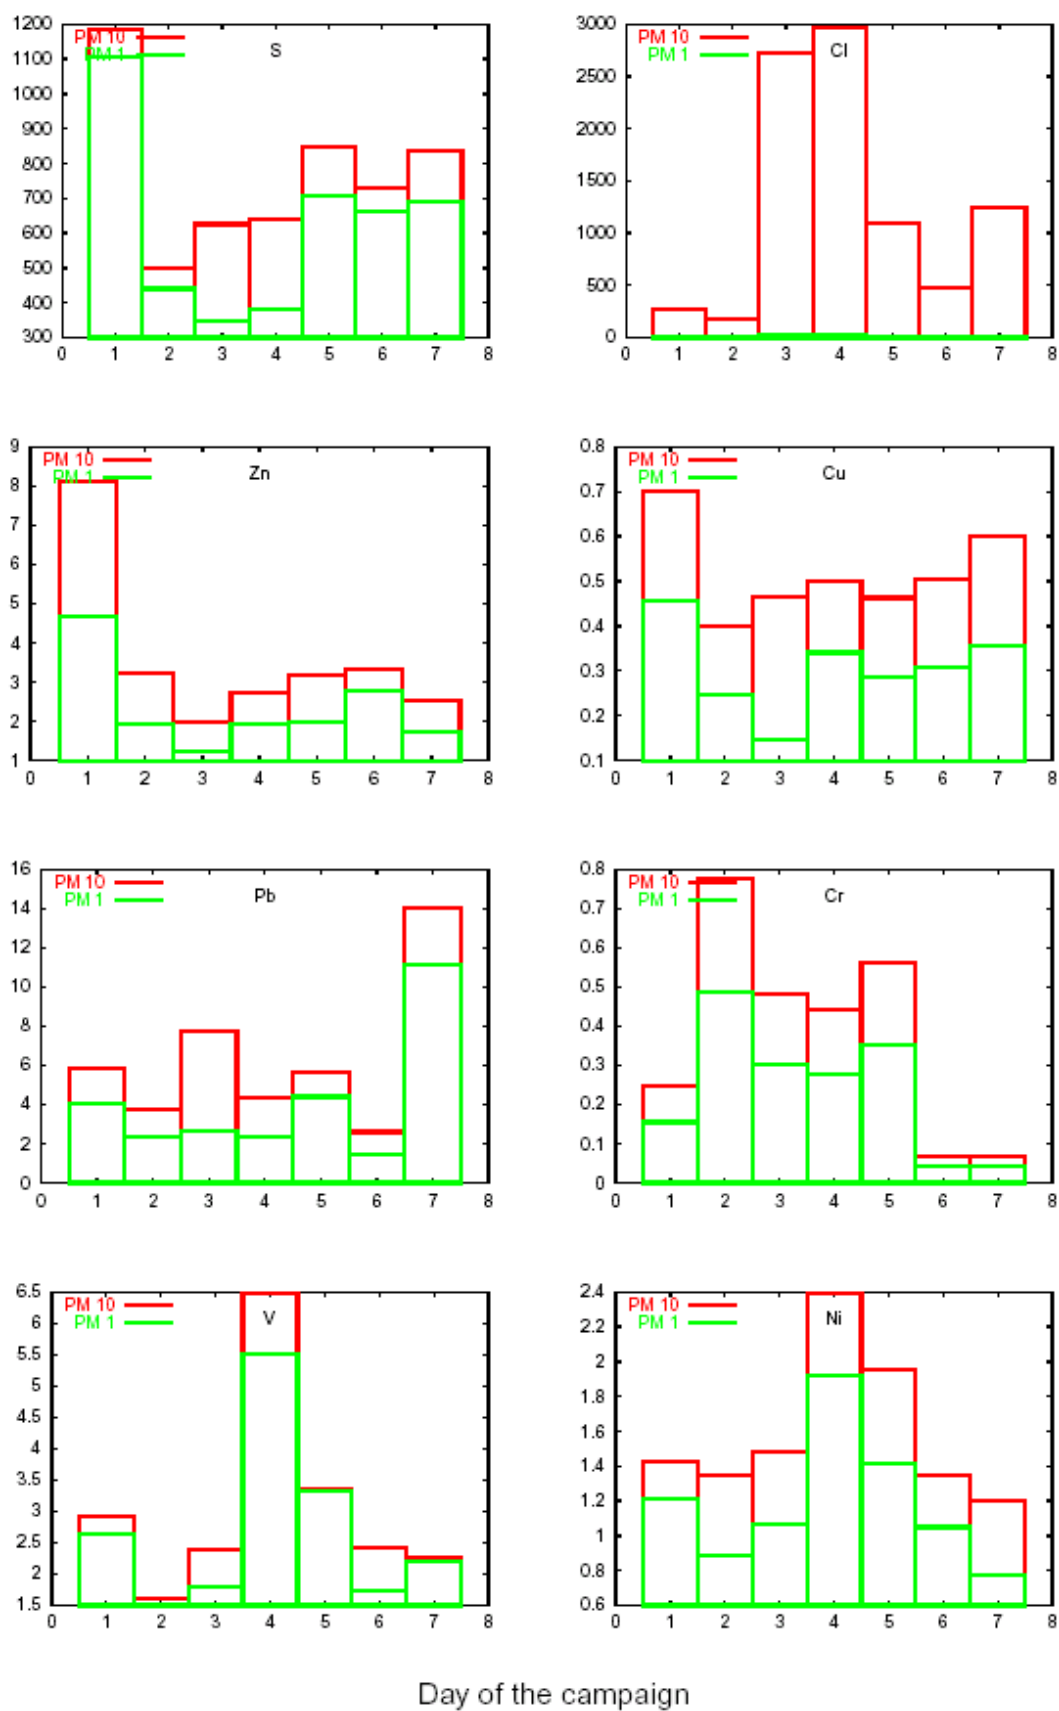 1200
PM 10
PM 1
S
1100
1000
900
800
700
600
500
400
300
0 1 2 3 4 5 6 7 8
3000
PM 10
PM 1
Cl
2500
2000
1500
1000
500
0
0 1 2 3 4 5 6 7 8
9
PM 10
PM 1
Zn
8
7
6
5
4
3
2
1
0 1 2 3 4 5 6 7 8
0.8
PM 10
PM 1
Cu
0.7
0.6
0.5
0.4
0.3
0.2
0.1
0 1 2 3 4 5 6 7 8
16
PM 10
PM 1
Pb
14
12
10
8
6
4
2
0
0 1 2 3 4 5 6 7 8
0.8
PM 10
PM 1
Cr
0.7
0.6
0.5
0.4
0.3
0.2
0.1
0
0 1 2 3 4 5 6 7 8
6.5
PM 10
PM 1
V
6
5.5
5
4.5
4
3.5
3
2.5
2
1.5
0 1 2 3 4 5 6 7 8
2.4
PM 10
PM 1
Ni
2.2
2
1.8
1.6
1.4
1.2
1
0.8
0.6
0 1 2 3 4 5 6 7 8
Day of the campaign